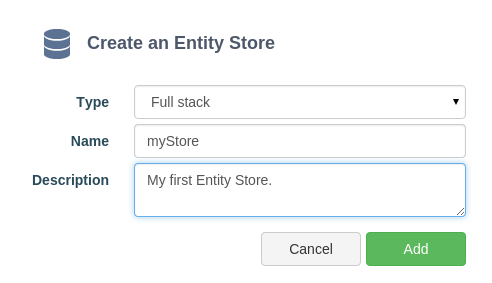 Create an Entity Store
Type Full stack
Name myStore
Description My first Entity Store.
Cancel Add